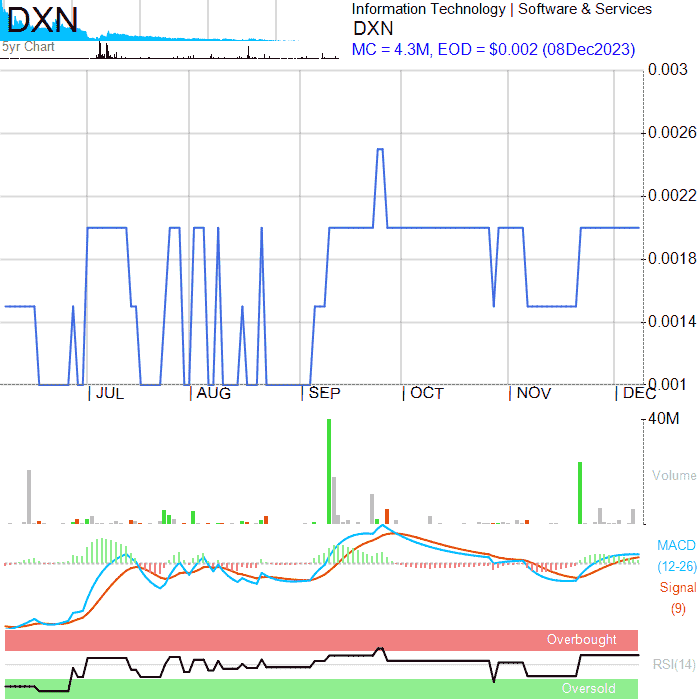 DXN
5yr Chart
Information Technology | Software & Services
DXN
MC = 4.3M, EOD = $0.002 (08Dec2023)
0.003
0.0026
0.0022
0.0018
0.0014
0.001
JUL AUG SEP OCT NOV DEC
40M
Volume
MACD
(12-26)
Signal
(9)
Overbought
RSI(14)
Oversold